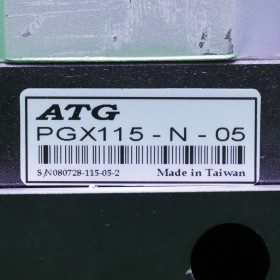 ATG
PGX115 - N - 05
S/N080728-115-05-2 Made in Taiwan